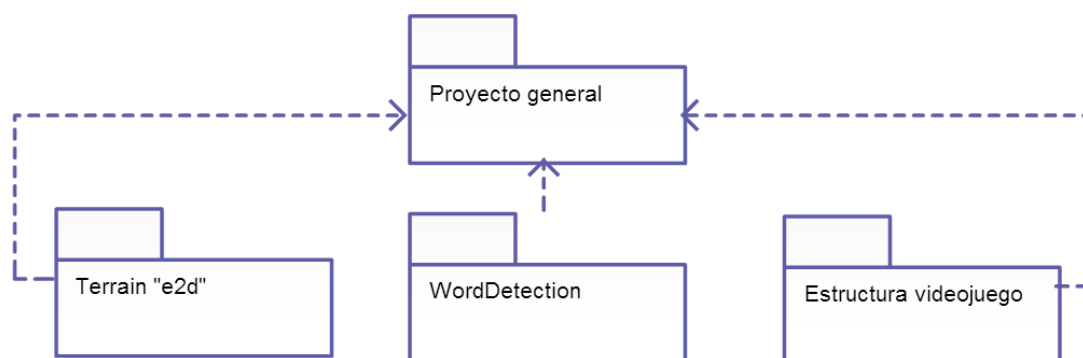 Proyecto general
Terrain "e2d"
WordDetection
Estructura videojuego